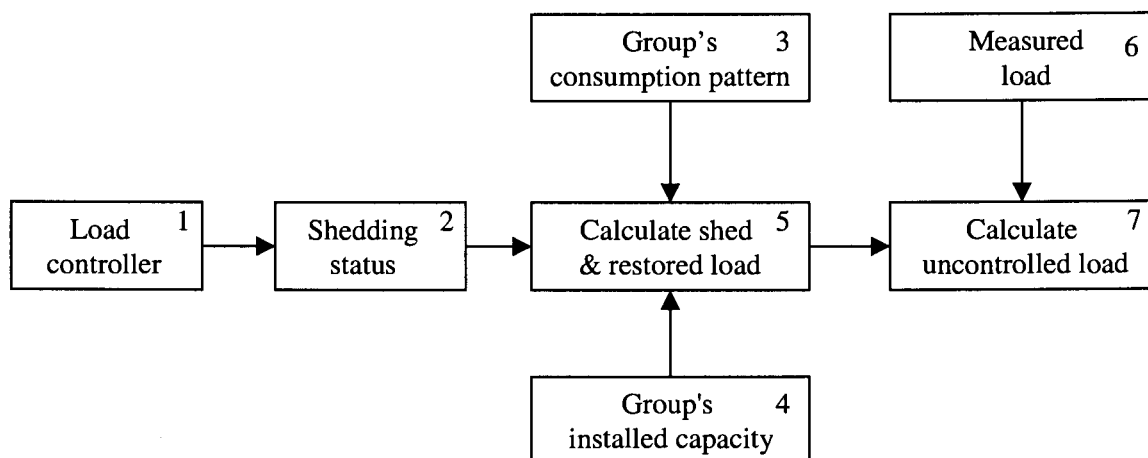 Group's 3
consumption pattern
Measured 6
load
Load 1
controller
Shedding 2
status
Calculate shed 5
& restored load
Calculate 7
uncontrolled load
Group's 4
installed capacity